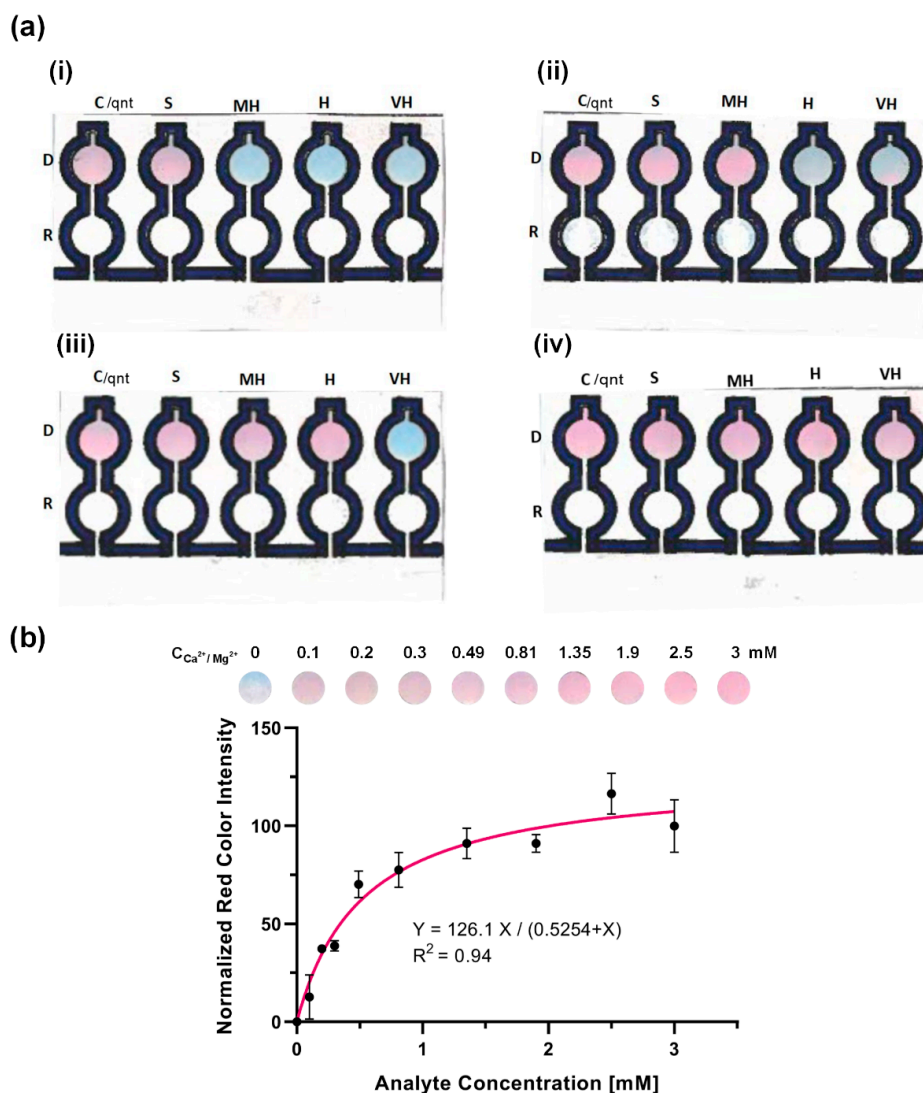 (a)
(i)
C/qnt S MH H VH
D
R
(ii)
C/qnt S MH H VH
D
R
(iii)
C/qnt S MH H VH
D
R
(iv)
C/qnt S MH H VH
D
R
(b)
C Ca²⁺/Mg²⁺ 0 0.1 0.2 0.3 0.49 0.81 1.35 1.9 2.5 3 mM
Normalized Red Color Intensity
150
100
50
0
Y = 126.1 X / (0.5254+X)
R² = 0.94
0 1 2 3
Analyte Concentration [mM]